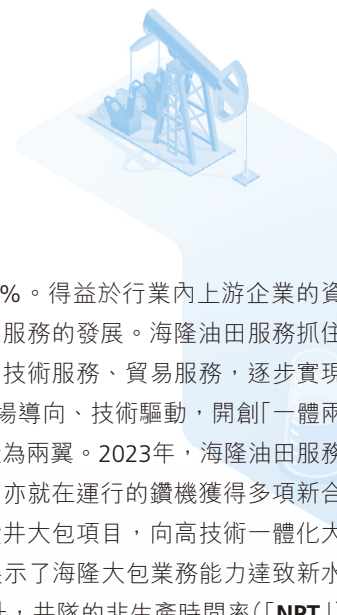 %。得益於行業內上游企業的資
服務的發展。海隆油田服務抓住
技術服務、貿易服務，逐步實現
場導向、技術驅動，開創「一體兩
為兩翼。2023年，海隆油田服務
亦就在運行的鑽機獲得多項新合
井大包項目，向高技術一體化大
示了海隆大包業務能力達致新水
，井隊的非生產時間率(「NPT」)